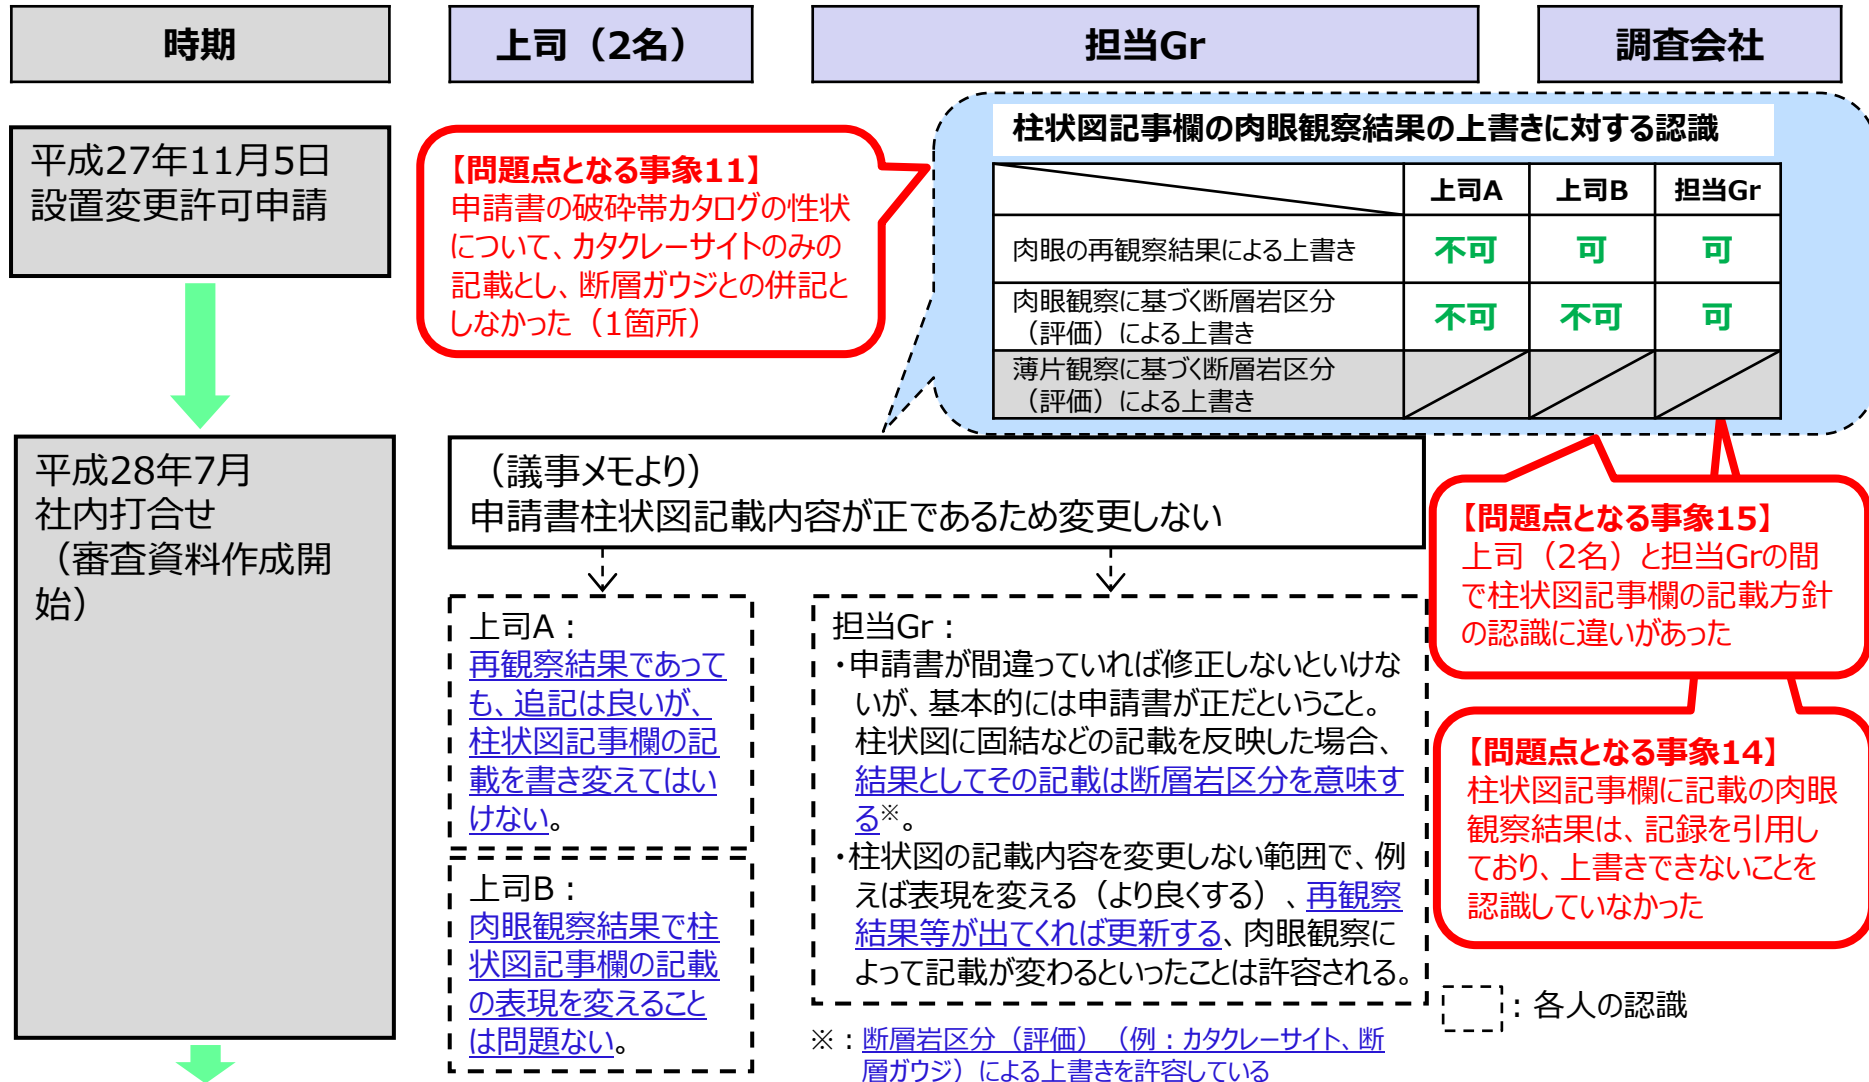 時期
上司（2名）
担当Gr
調査会社
平成27年11月5日
設置変更許可申請
【問題点となる事象11】
申請書の破砕帯カタログの性状
について、カタクレーサイトのみの
記載とし、断層ガウジとの併記と
しなかった（1箇所）
柱状図記事欄の肉眼観察結果の上書きに対する認識
上司A
上司B
担当Gr
肉眼の再観察結果による上書き
不可
可
可
肉眼観察に基づく断層岩区分
（評価）による上書き
不可
不可
可
薄片観察に基づく断層岩区分
（評価）による上書き
平成28年7月
社内打合せ
（審査資料作成開
始）
（議事メモより）
申請書柱状図記載内容が正であるため変更しない
上司A：
再観察結果であって
も、追記は良いが、
柱状図記事欄の記
載を書き変えてはい
けない。
上司B：
肉眼観察結果で柱
状図記事欄の記載
の表現を変えること
は問題ない。
担当Gr：
・申請書が間違っていれば修正しないといけな
いが、基本的には申請書が正だということ。
柱状図に固結などの記載を反映した場合、
結果としてその記載は断層岩区分を意味す
る※。
・柱状図の記載内容を変更しない範囲で、例
えば表現を変える（より良くする）、再観察
結果等が出てくれば更新する、肉眼観察に
よって記載が変わるといったことは許容される。
※：断層岩区分（評価）（例：カタクレーサイト、断
層ガウジ）による上書きを許容している
【問題点となる事象15】
上司（2名）と担当Grの間
で柱状図記事欄の記載方針
の認識に違いがあった
【問題点となる事象14】
柱状図記事欄に記載の肉眼
観察結果は、記録を引用し
ており、上書きできないことを
認識していなかった
：各人の認識